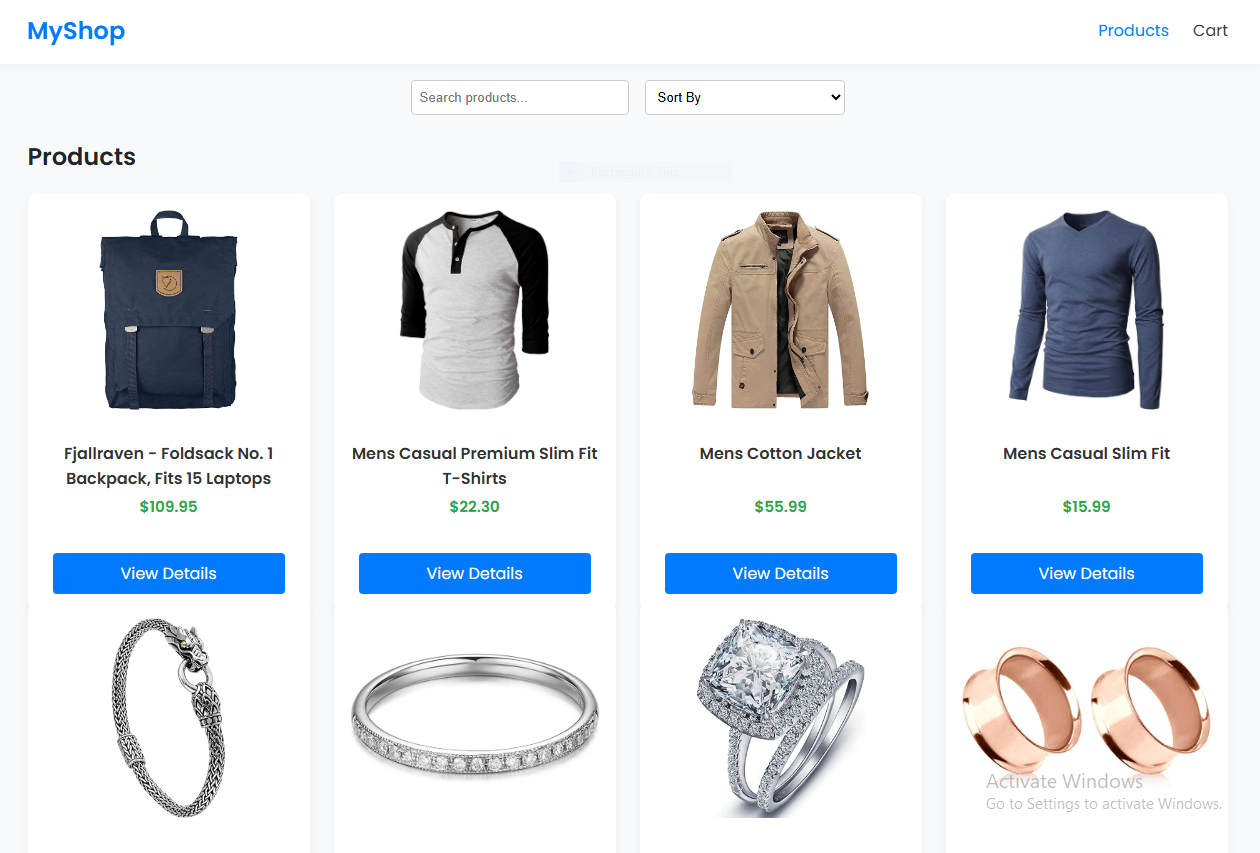 MyShop
Products
Cart
Search products...
Sort By
Products
Rectangular Snip
Fjallraven - Foldsack No. 1
Backpack, Fits 15 Laptops
$109.95
View Details
Mens Casual Premium Slim Fit
T-Shirts
$22.30
View Details
Mens Cotton Jacket
$55.99
View Details
Mens Casual Slim Fit
$15.99
View Details
Activate Windows
Go to Settings to activate Windows.